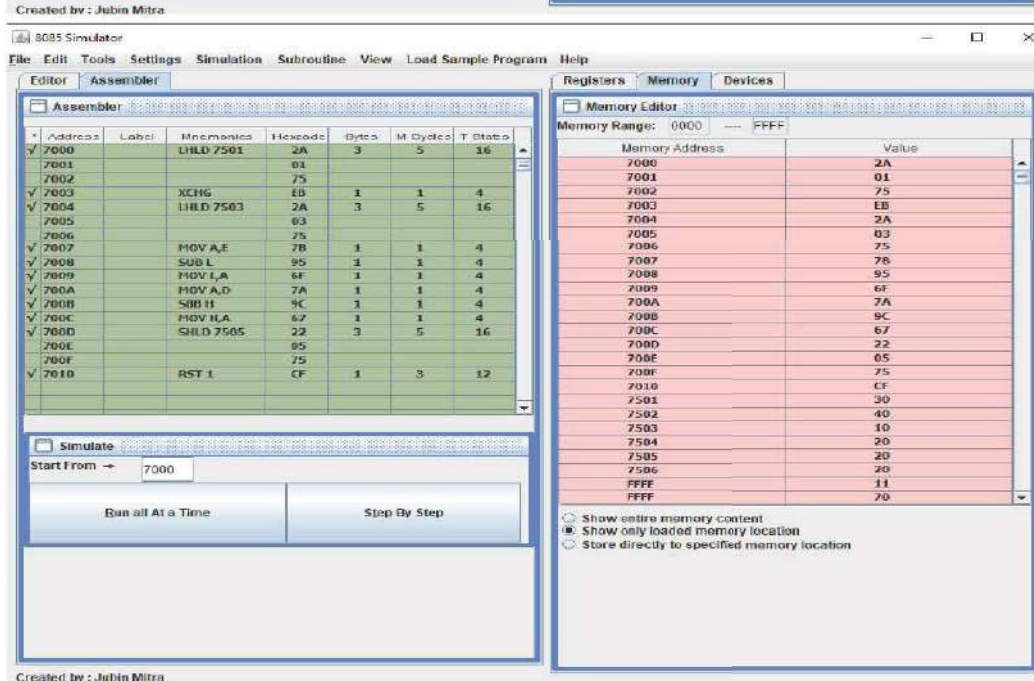 Created by : Jubin Mitra
8085 Simulator
File Edit Tools Settings Simulation Subroutine View Load Sample Program Help
Editor Assembler
Assembler
* Address Label Mnemonics Hexcode Bytes M Cycles T States
√ 7000 LHLD 7501 2A 3 5 16
7001 01
7002 75
√ 7003 XCHG EB 1 1 4
√ 7004 LHLD 7503 2A 3 5 16
7005 03
7006 75
√ 7007 MOV A,E 7B 1 1 4
√ 7008 SUB L 95 1 1 4
√ 7009 MOV L,A 6F 1 1 4
√ 700A MOV A,D 7A 1 1 4
√ 700B SBB H 9C 1 1 4
√ 700C MOV H,A 67 1 1 4
√ 700D SHLD 7505 22 3 5 16
700E 05
700F 75
√ 7010 RST 1 CF 1 3 12
Simulate
Start From → 7000
Run all At a Time Step By Step
Registers Memory Devices
Memory Editor
Memory Range: 0000 --- FFFF
Memory Address Value
7000 2A
7001 01
7002 75
7003 EB
7004 2A
7005 03
7006 75
7007 7B
7008 95
7009 6F
700A 7A
700B 9C
700C 67
700D 22
700E 05
700F 75
7010 CF
7501 30
7502 40
7503 10
7504 20
7505 20
7506 20
FFFF 11
FFFF 70
Show entire memory content
Show only loaded memory location
Store directly to specified memory location
Created by : Jubin Mitra